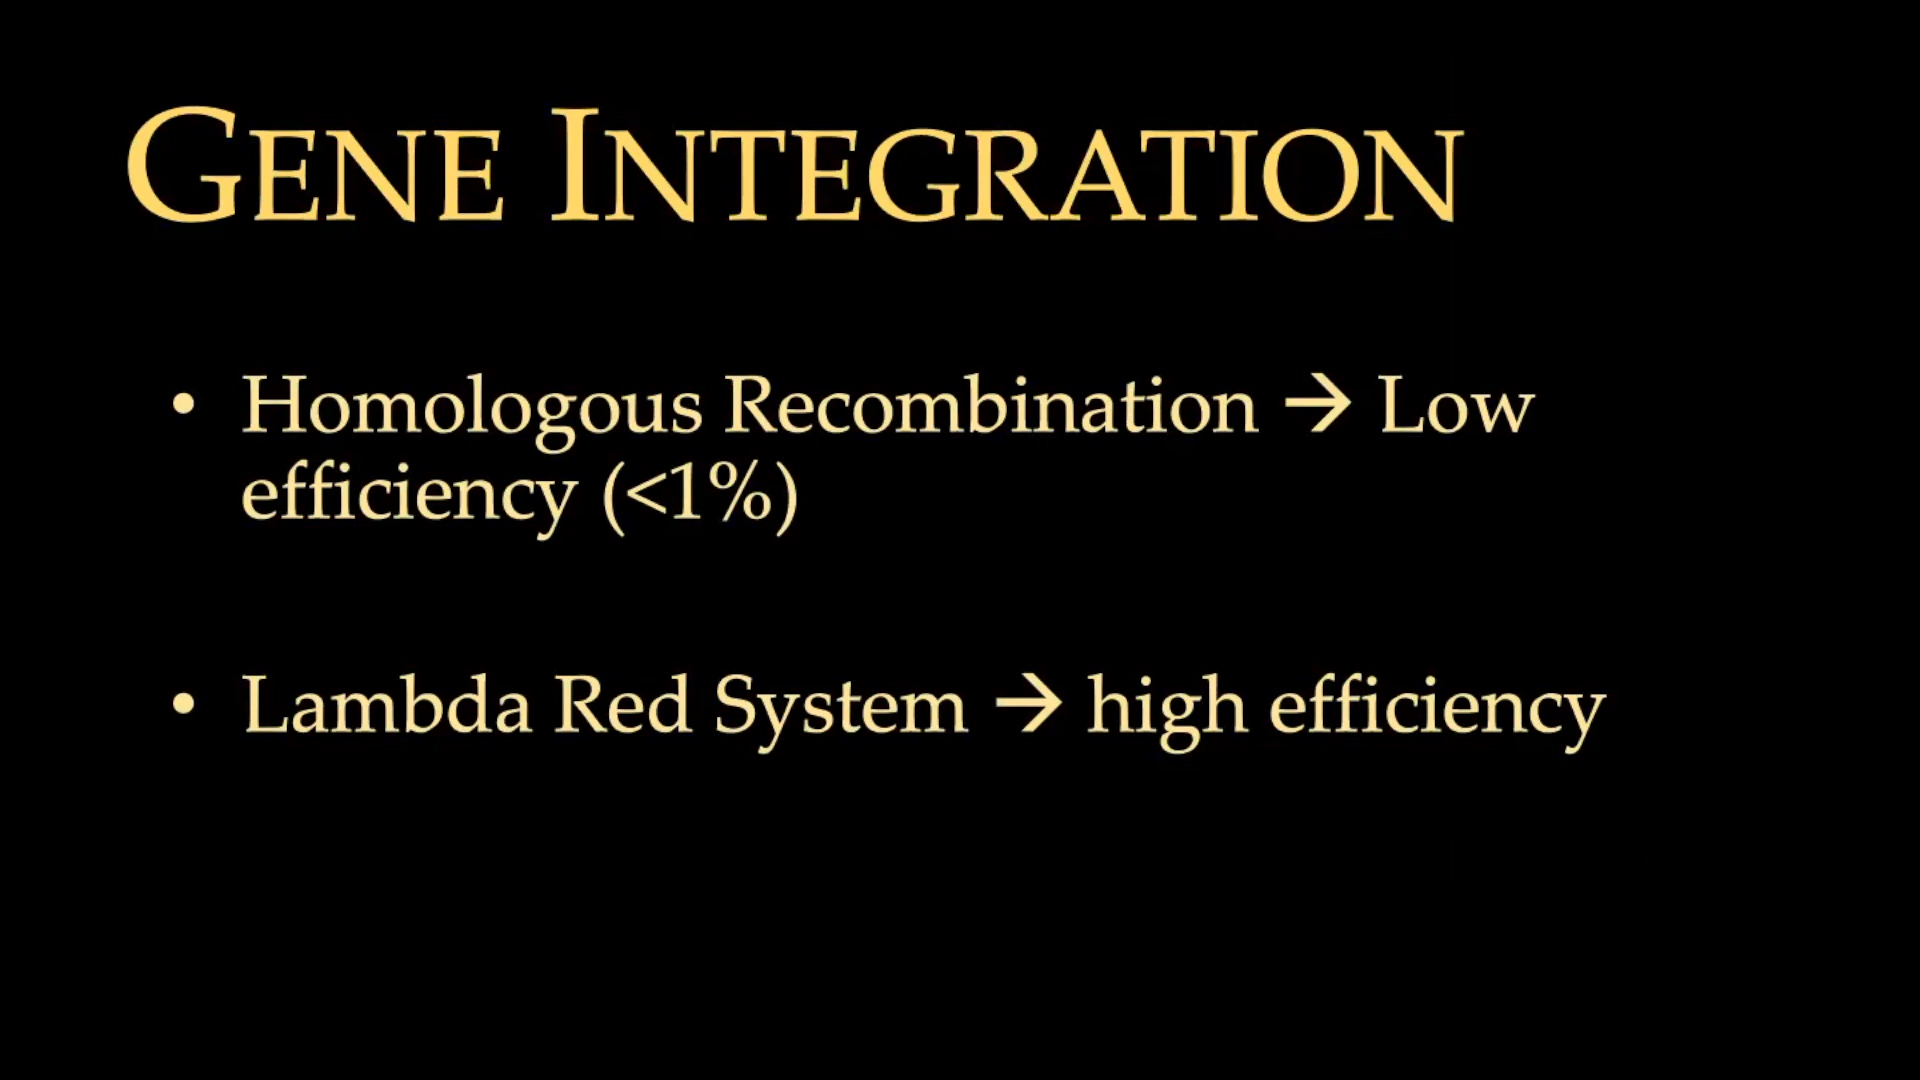 GENE INTEGRATION
• Homologous Recombination → Low
efficiency (<1%)
• Lambda Red System → high efficiency